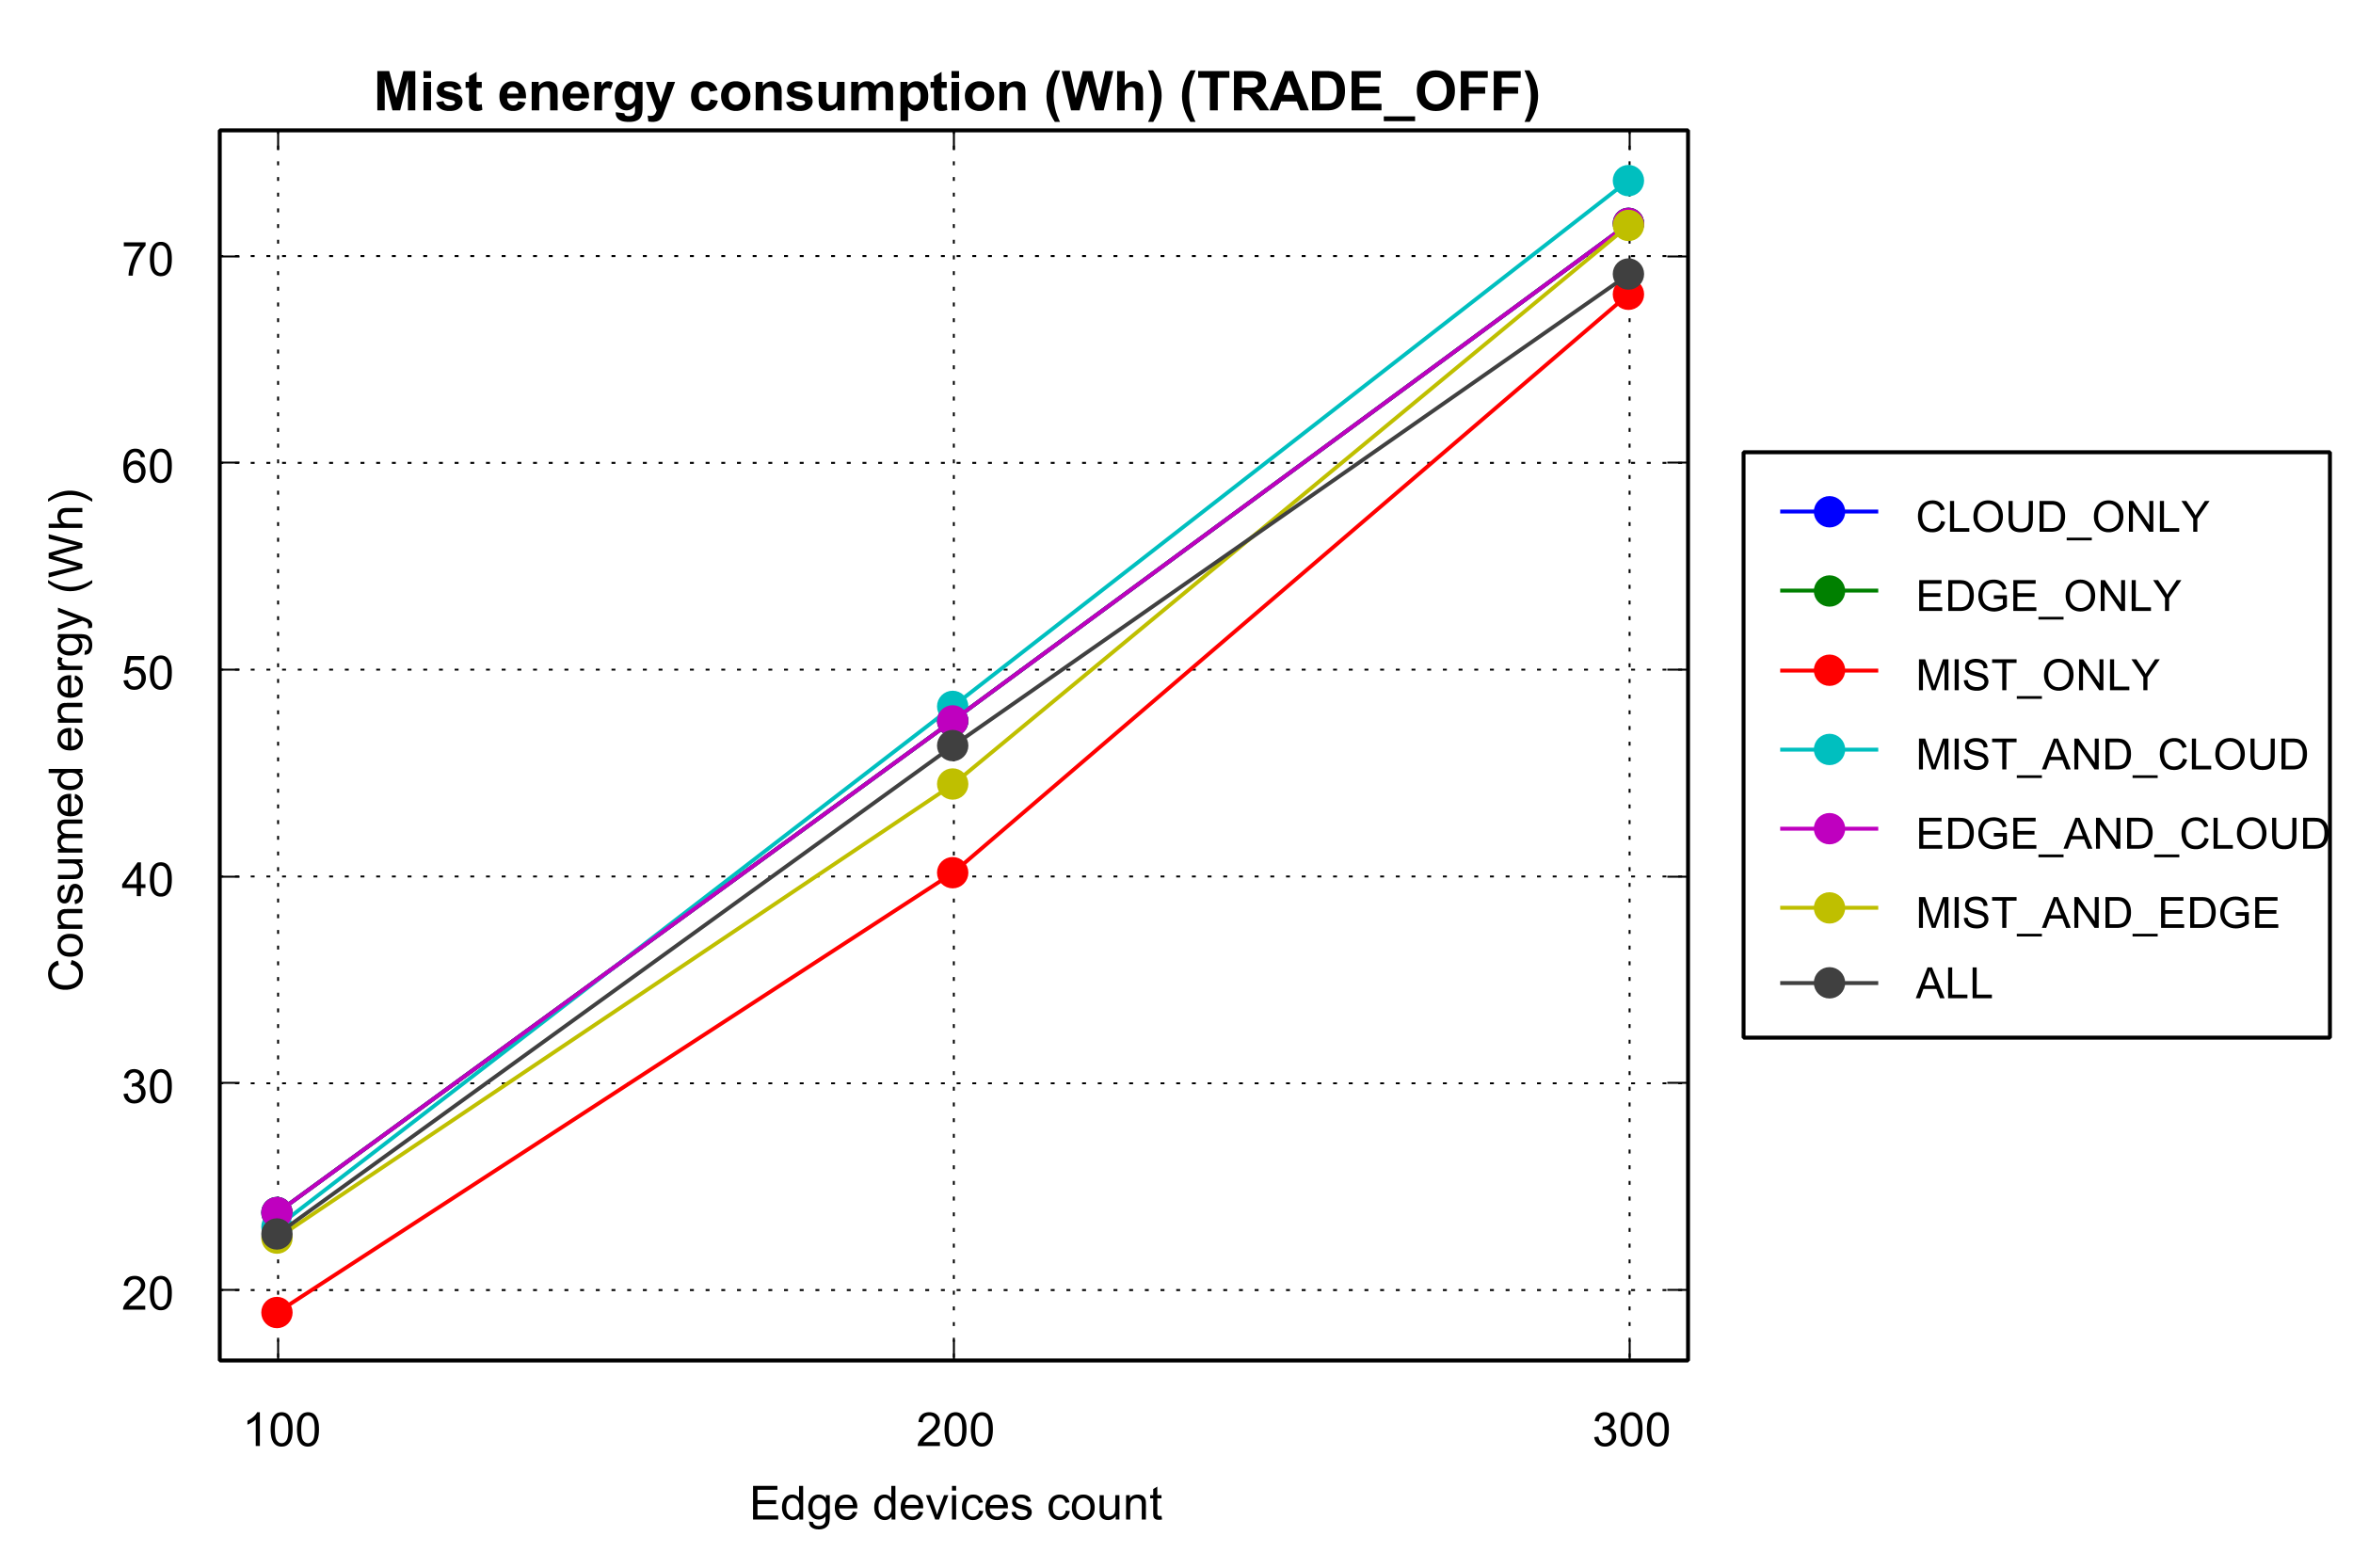 Mist energy consumption (Wh) (TRADE_OFF)
70
60
50
40
30
20
Consumed energy (Wh)
100 200 300
Edge devices count
CLOUD_ONLY
EDGE_ONLY
MIST_ONLY
MIST_AND_CLOUD
EDGE_AND_CLOUD
MIST_AND_EDGE
ALL